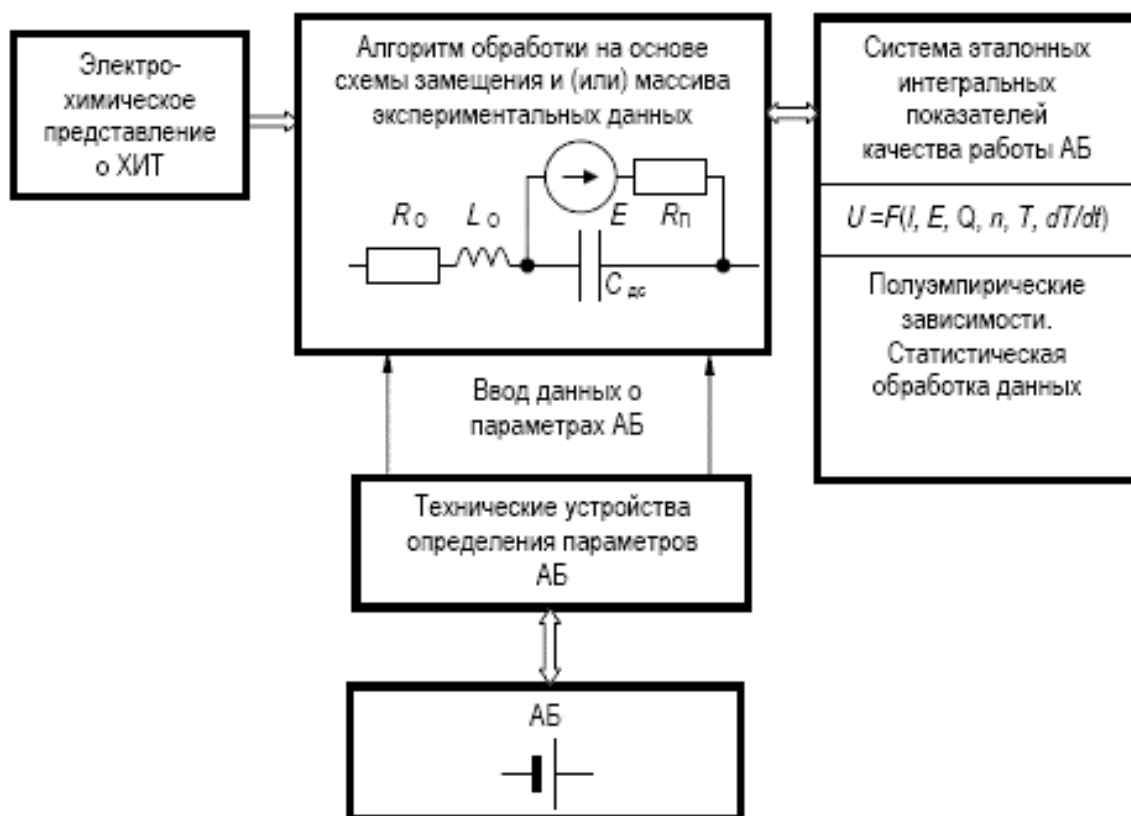 Электро-
химическое
представление
о ХИТ
Алгоритм обработки на основе
схемы замещения и (или) массива
экспериментальных данных
E
Rп
Rо
Lо
Cдс
Система эталонных
интегральных
показателей
качества работы АБ
U =F(I, E, Q, n, T, dT/dt)
Полуэмпирические
зависимости.
Статистическая
обработка данных
Ввод данных о
параметрах АБ
Технические устройства
определения параметров
АБ
АБ